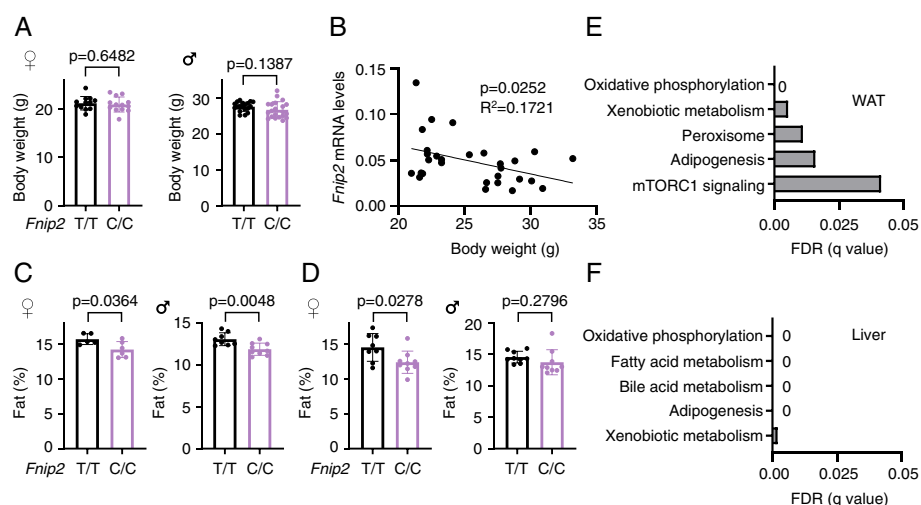 A
♀
p=0.6482
Body weight (g)
30
20
10
0
Fnip2 T/T C/C
♂
p=0.1387
Body weight (g)
30
20
10
0
T/T C/C
B
Fnip2 mRNA levels
0.15
0.10
0.05
0.00
p=0.0252
R²=0.1721
20 25 30 35
Body weight (g)
E
WAT
Oxidative phosphorylation 0
Xenobiotic metabolism
Peroxisome
Adipogenesis
mTORC1 signaling
0.00 0.025 0.05
FDR (q value)
C
♀
p=0.0364
Fat (%)
15
10
5
0
Fnip2 T/T C/C
♂
p=0.0048
Fat (%)
15
10
5
0
T/T C/C
D
♀
p=0.0278
Fat (%)
15
10
5
0
Fnip2 T/T C/C
♂
p=0.2796
Fat (%)
20
15
10
5
0
T/T C/C
F
Liver
Oxidative phosphorylation 0
Fatty acid metabolism 0
Bile acid metabolism 0
Adipogenesis 0
Xenobiotic metabolism
0.00 0.025 0.05
FDR (q value)